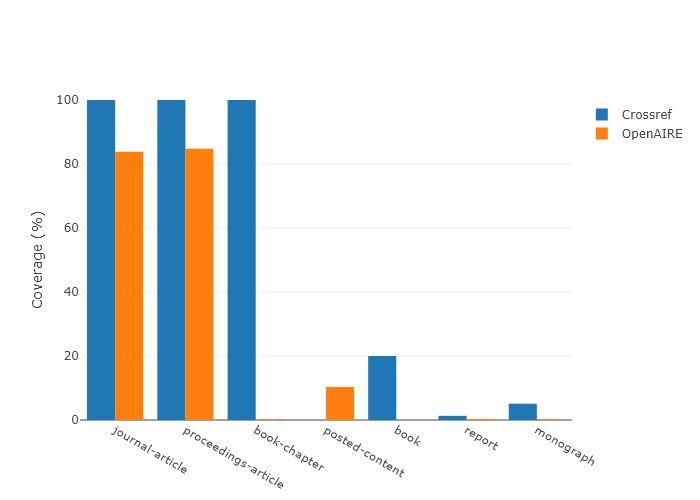 Crossref
OpenAIRE
Coverage (%)
100
80
60
40
20
0
journal-article
proceedings-article
book-chapter
posted-content
book
report
monograph